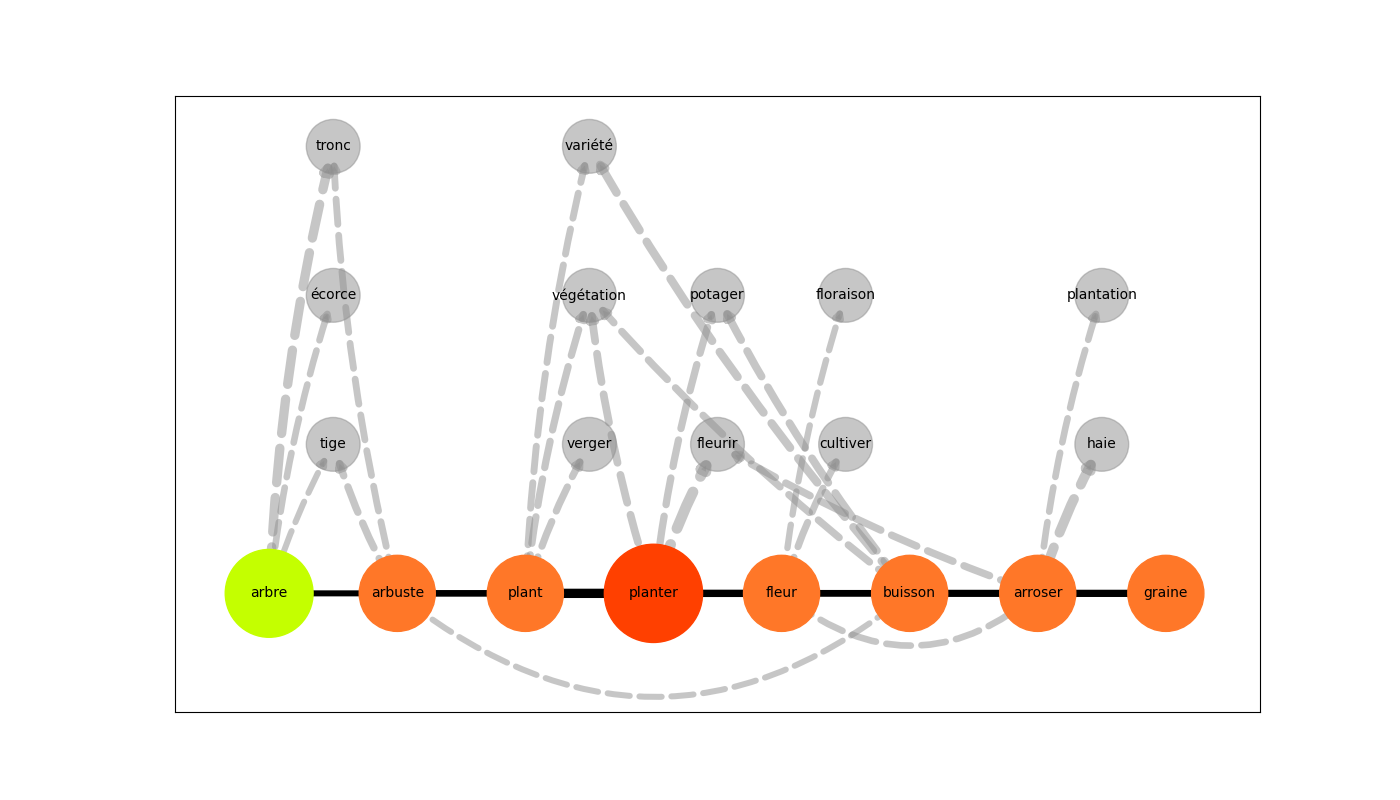 tronc variété
écorce végétation potager floraison plantation
tige verger fleurir cultiver haie
arbre arbuste plant planter fleur buisson arroser graine